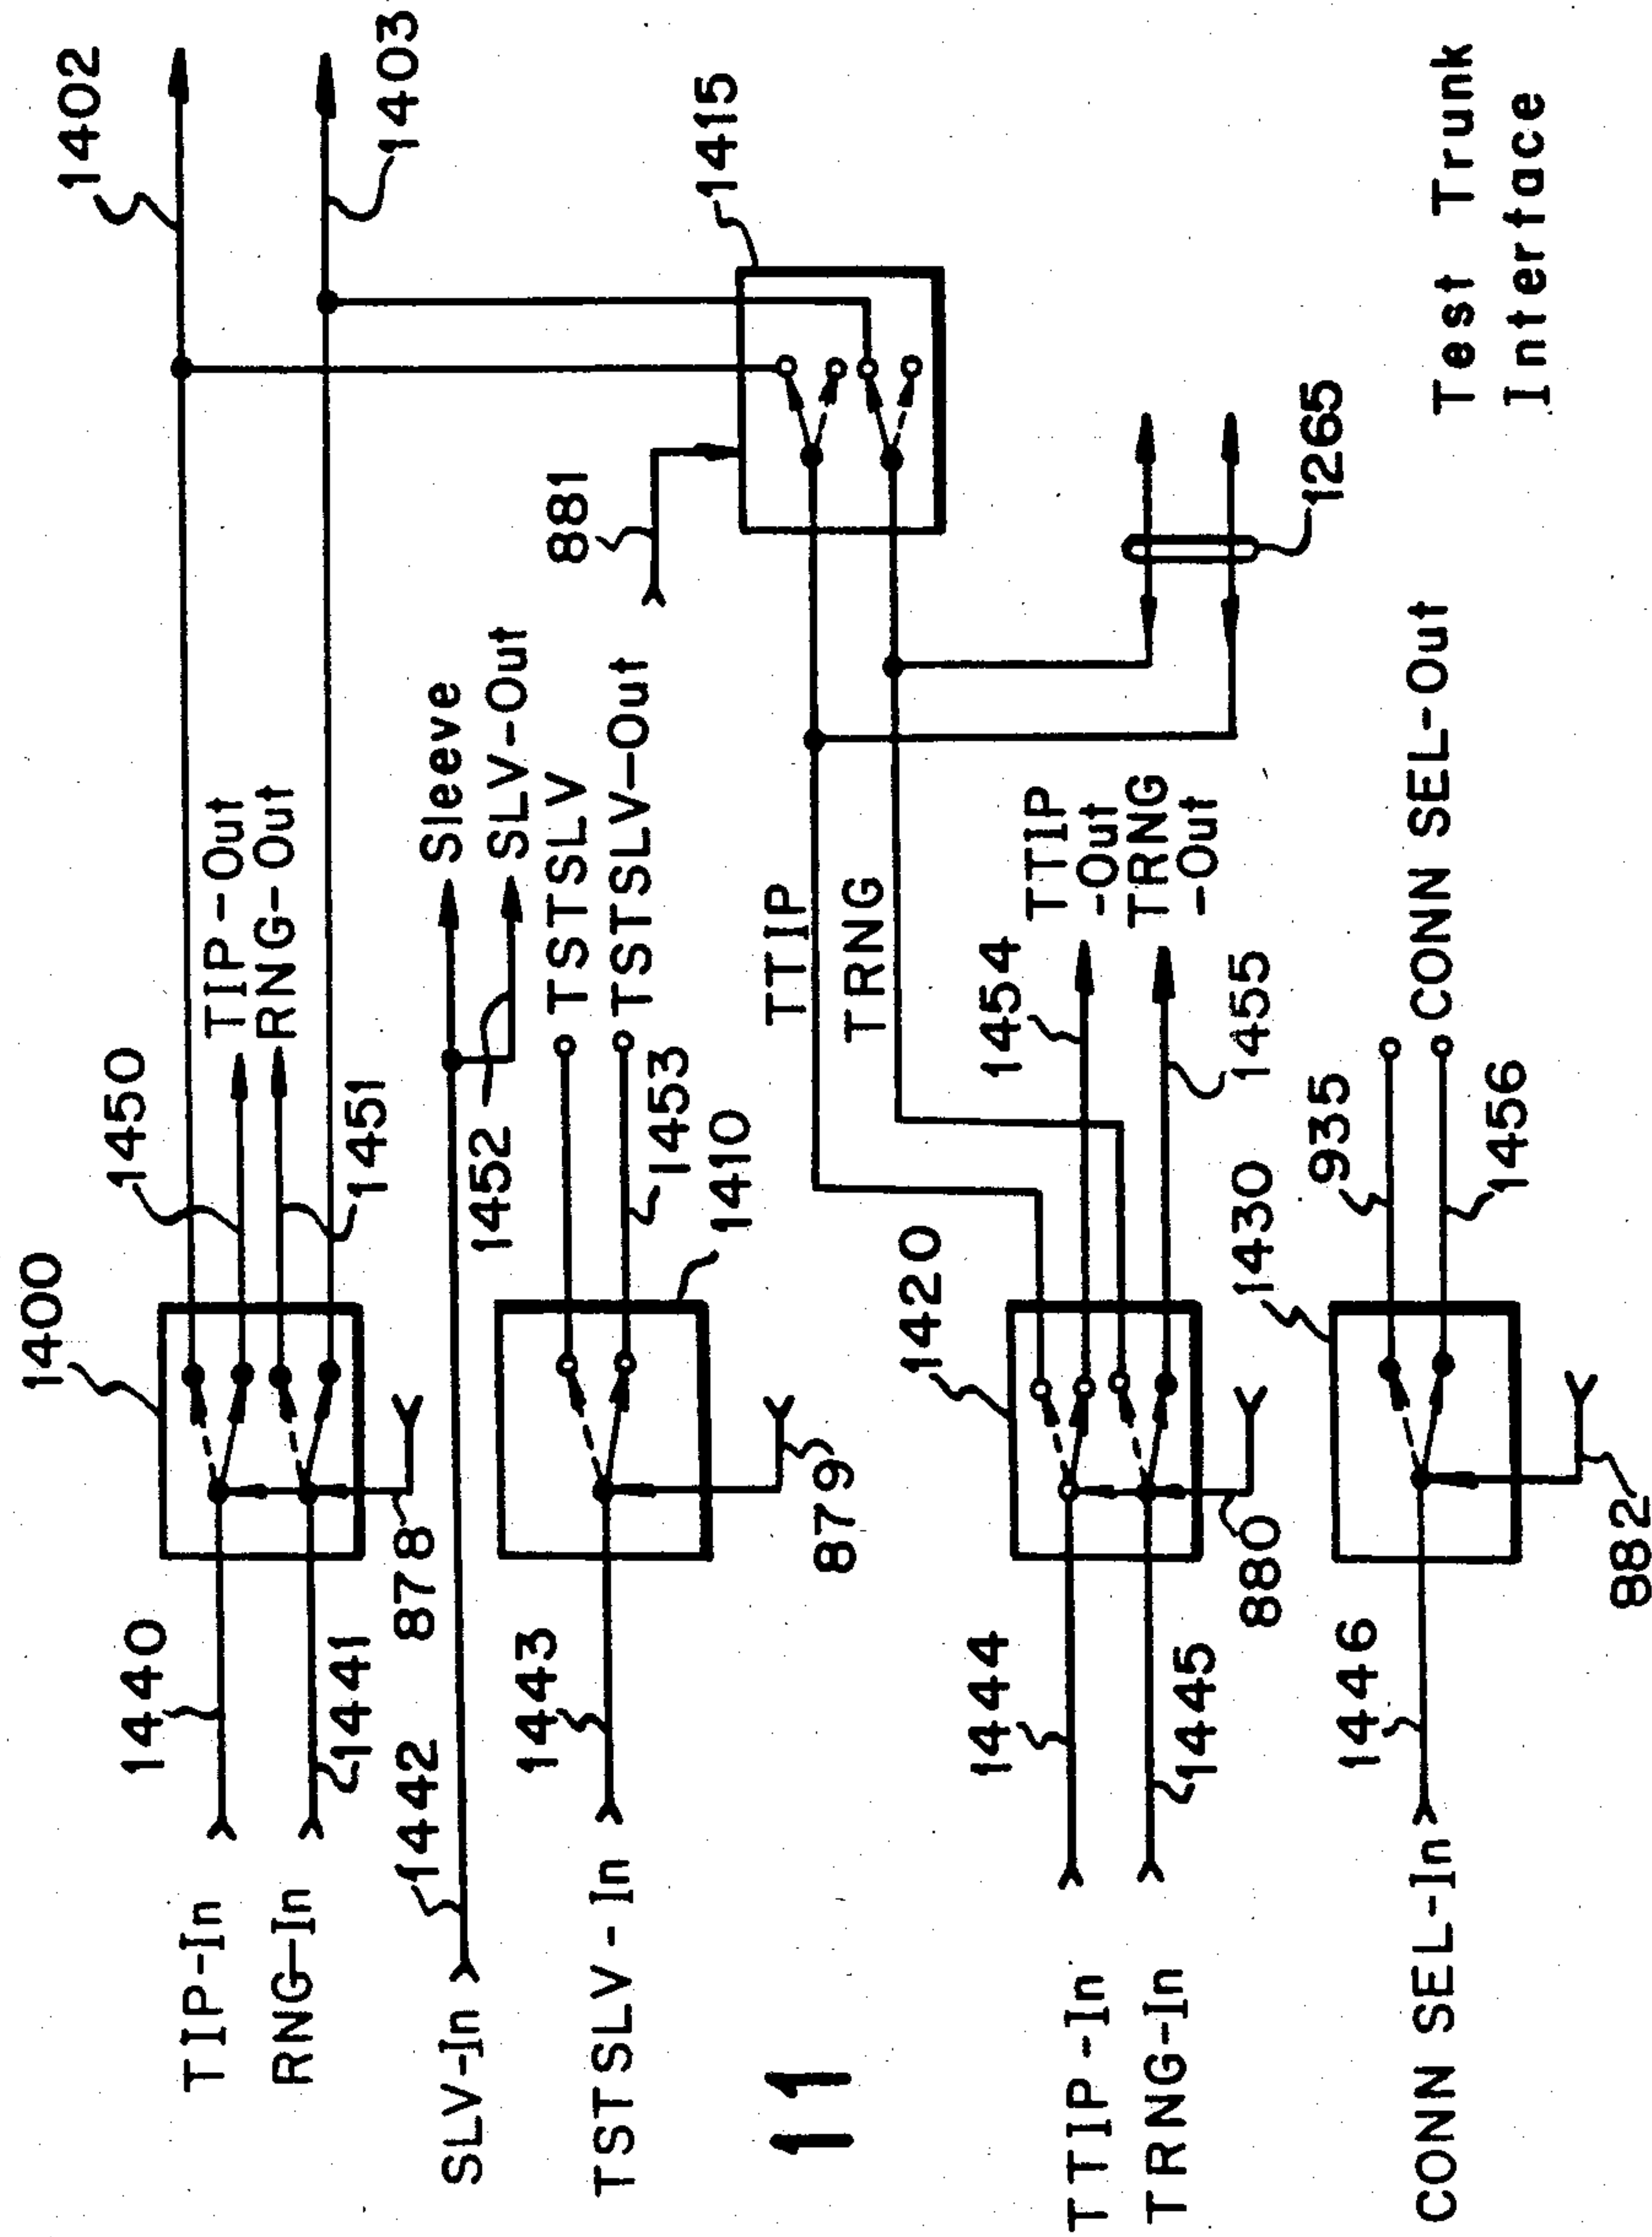 1402
1403
1400
1450
TIP-Out
RNG-Out
1451
1440
TIP-In
RNG-In
1441
878
1442
SLV-In
Sleeve
SLV-Out
1452
TSTSLV
TSTSLV-Out
1453
1410
1443
TSTSLV-In
879
881
1415
11
TTIP
TRNG
1265
1420
1454
TTIP
-Out
TRNG
-Out
1455
1444
TTIP-In
TRNG-In
1445
880
1430
935
CONN SEL-Out
1456
1446
CONN SEL-In
882
Test Trunk
Interface